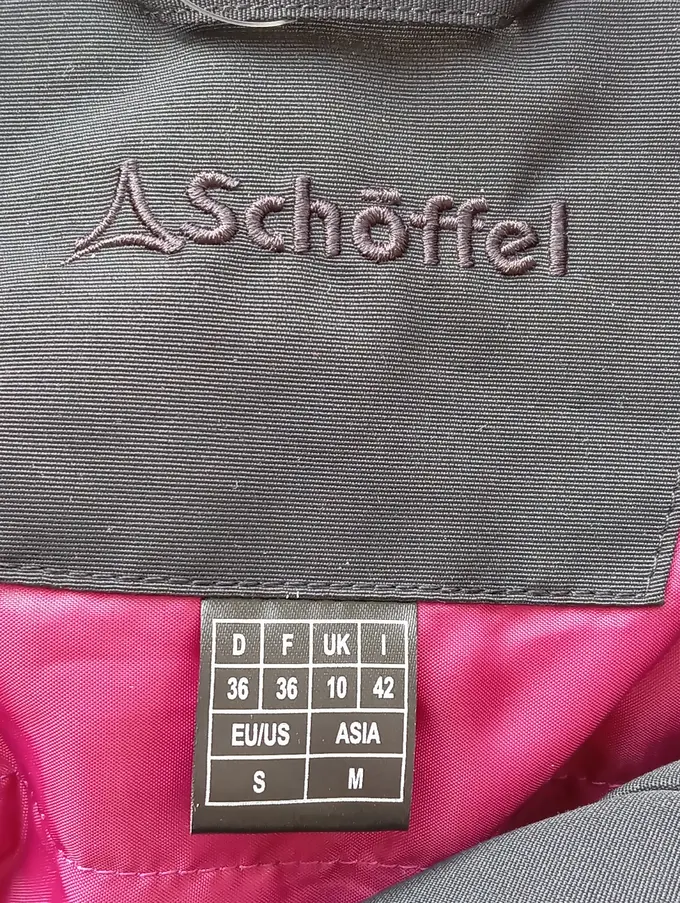 Schöffel
D F UK I
36 36 10 42
EU/US ASIA
S M